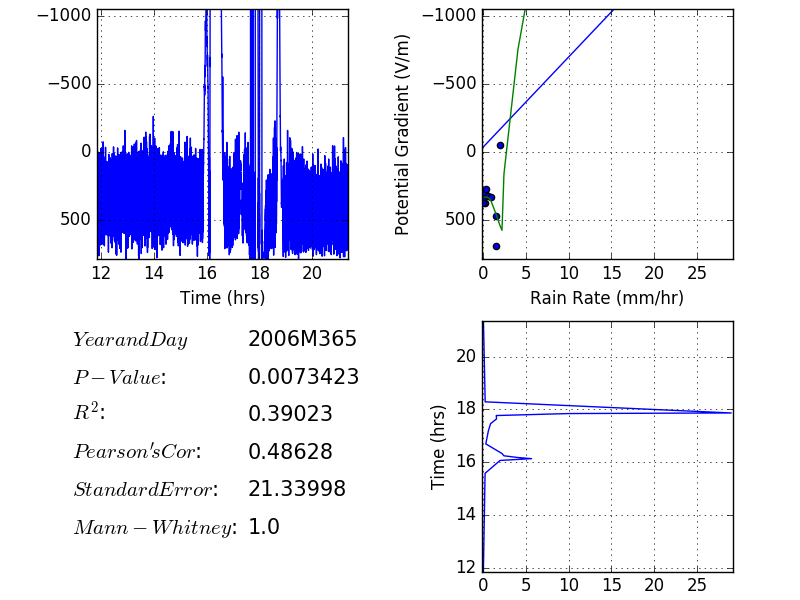 −1000
−500
0
500
12 14 16 18 20
Time (hrs)
Potential Gradient (V/m)
−1000
−500
0
500
0 5 10 15 20 25
Rain Rate (mm/hr)
YearandDay 2006M365
P−Value: 0.0073423
R²: 0.39023
Pearson'sCor: 0.48628
StandardError: 21.33998
Mann−Whitney: 1.0
Time (hrs)
20
18
16
14
12
0 5 10 15 20 25